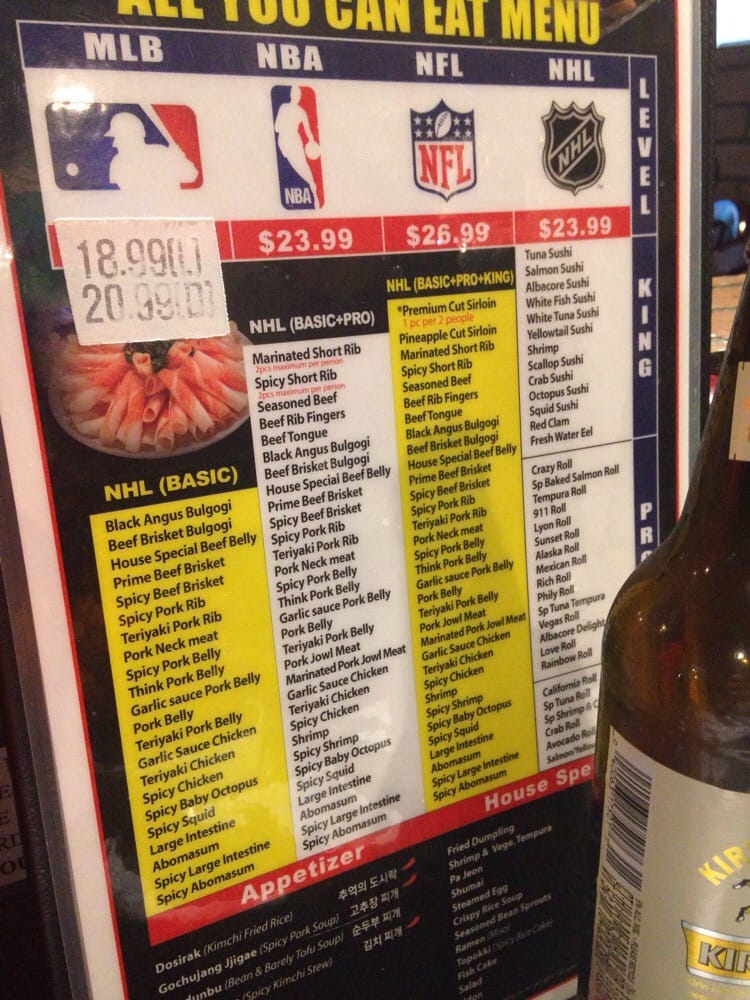 ALL YOU CAN EAT MENU
MLB
NBA
NFL
NHL
LEVEL
NBA
NFL
NHL
18.99(L)
20.99(D)
$23.99
$26.99
$23.99
NHL (BASIC)
Black Angus Bulgogi
Beef Brisket Bulgogi
House Special Beef Belly
Prime Beef Brisket
Spicy Beef Brisket
Spicy Pork Rib
Teriyaki Pork Rib
Pork Neck meat
Spicy Pork Belly
Think Pork Belly
Garlic sauce Pork Belly
Pork Belly
Teriyaki Pork Belly
Garlic Sauce Chicken
Teriyaki Chicken
Spicy Chicken
Spicy Baby Octopus
Spicy Squid
Large Intestine
Abomasum
Spicy Large Intestine
Spicy Abomasum
NHL (BASIC+PRO)
Marinated Short Rib
2pcs maximum per person
Spicy Short Rib
2pcs maximum per person
Seasoned Beef
Beef Rib Fingers
Beef Tongue
Black Angus Bulgogi
Beef Brisket Bulgogi
House Special Beef Belly
Prime Beef Brisket
Spicy Beef Brisket
Spicy Pork Rib
Teriyaki Pork Rib
Pork Neck meat
Spicy Pork Belly
Think Pork Belly
Garlic sauce Pork Belly
Pork Belly
Teriyaki Pork Belly
Pork Jowl Meat
Marinated Pork Jowl Meat
Garlic Sauce Chicken
Teriyaki Chicken
Spicy Chicken
Shrimp
Spicy Shrimp
Spicy Baby Octopus
Spicy Squid
Large Intestine
Abomasum
Spicy Large Intestine
Spicy Abomasum
NHL (BASIC+PRO+KING)
*Premium Cut Sirloin
1 pc per 2 people
Pineapple Cut Sirloin
Marinated Short Rib
Spicy Short Rib
Seasoned Beef
Beef Rib Fingers
Beef Tongue
Black Angus Bulgogi
Beef Brisket Bulgogi
House Special Beef Belly
Prime Beef Brisket
Spicy Beef Brisket
Spicy Pork Rib
Teriyaki Pork Rib
Pork Neck meat
Spicy Pork Belly
Think Pork Belly
Garlic sauce Pork Belly
Pork Belly
Teriyaki Pork Belly
Pork Jowl Meat
Marinated Pork Jowl Meat
Garlic Sauce Chicken
Teriyaki Chicken
Spicy Chicken
Shrimp
Spicy Shrimp
Spicy Baby Octopus
Spicy Squid
Large Intestine
Abomasum
Spicy Large Intestine
Spicy Abomasum
KING
Tuna Sushi
Salmon Sushi
Albacore Sushi
White Fish Sushi
White Tuna Sushi
Yellowtail Sushi
Shrimp
Scallop Sushi
Crab Sushi
Octopus Sushi
Squid Sushi
Red Clam
Fresh Water Eel
PR
Crazy Roll
Sp Baked Salmon Roll
Tempura Roll
911 Roll
Lyon Roll
Sunset Roll
Alaska Roll
Mexican Roll
Rich Roll
Phily Roll
Sp Tuna Tempura
Vegas Roll
Albacore Delight
Love Roll
Rainbow Roll
California Roll
Sp Tuna Roll
Sp Shrimp & C
Crab Roll
Avocado Roll
Salmon/Yellow
Appetizer
House Spe
Dosirak (Kimchi Fried Rice) 추억의 도시락
Gochujang Jjigae (Spicy Pork Soup) 고추장 찌개
dunbu (Bean & Barely Tofu Soup) 순두부 찌개
(Spicy Kimchi Stew) 김치 찌개
Fried Dumpling
Shrimp & Vege. Tempura
Pa Jeon
Shumai
Steamed Egg
Crispy Rice Soup
Seasoned Bean Sprouts
Ramen (Miso)
Topokki (Spicy Rice Cake)
Fish Cake
Salad
KIR
KIR